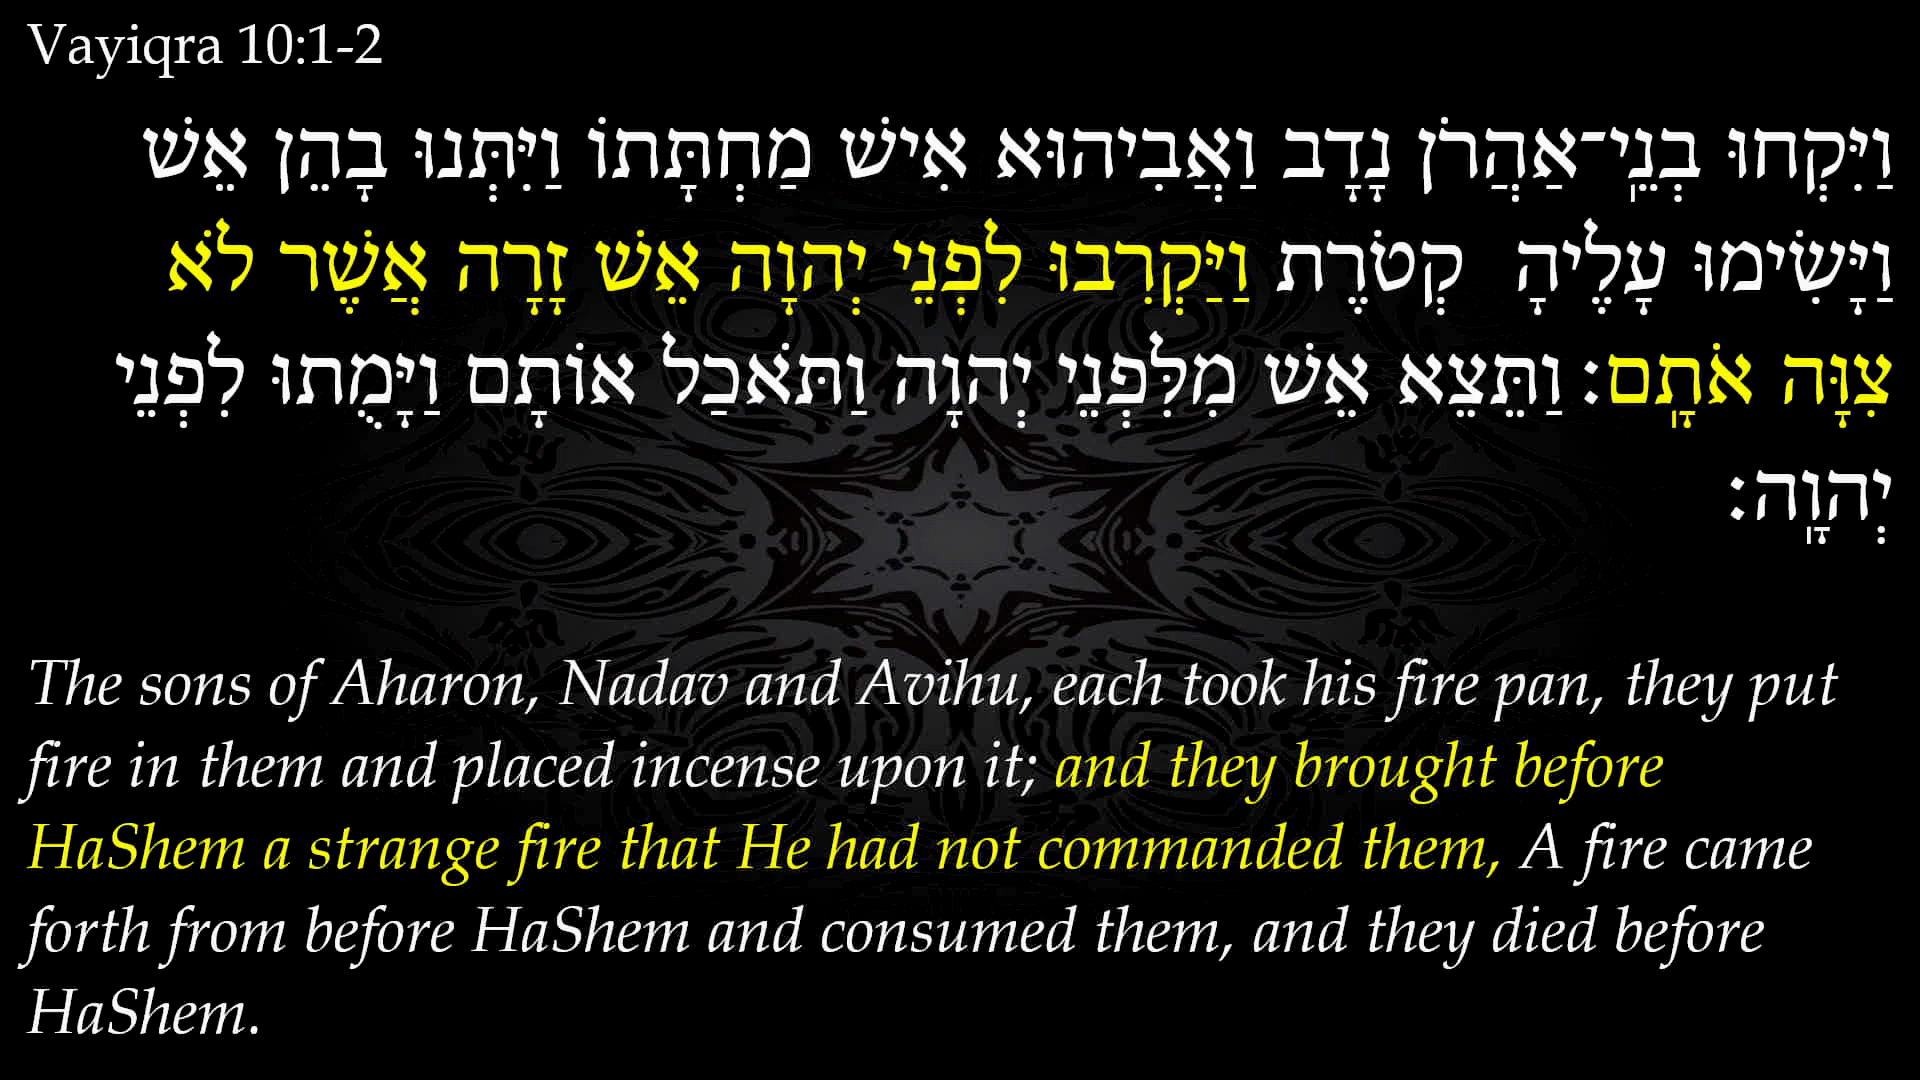 Vayiqra 10:1-2
וַיִּקְחוּ בְנֵֽי־אַהֲרֹן נָדָב וַאֲבִיהוּא אִישׁ מַחְתָּתוֹ וַיִּתְּנוּ בָהֵן אֵשׁ
וַיָּשִׂימוּ עָלֶיהָ קְטֹרֶת וַיַּקְרִבוּ לִפְנֵי יְהוָה אֵשׁ זָרָה אֲשֶׁר לֹא
צִוָּה אֹתָֽם׃ וַתֵּצֵא אֵשׁ מִלִּפְנֵי יְהוָה וַתֹּאכַל אוֹתָם וַיָּמֻתוּ לִפְנֵי
יְהוָֽה׃
The sons of Aharon, Nadav and Avihu, each took his fire pan, they put
fire in them and placed incense upon it; and they brought before
HaShem a strange fire that He had not commanded them, A fire came
forth from before HaShem and consumed them, and they died before
HaShem.